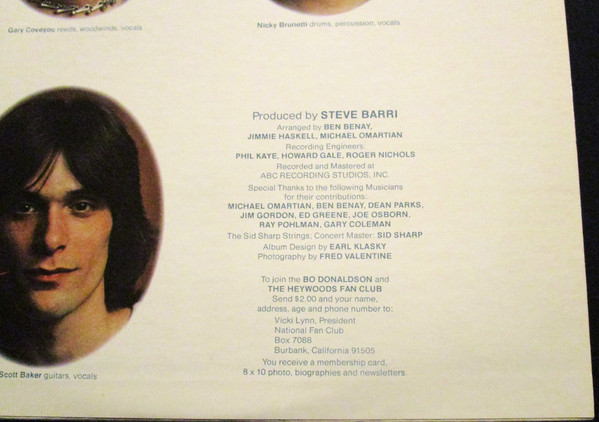 Gary Coveyou reeds, woodwinds, vocals
Nicky Brunetti drums, percussion, vocals
Produced by STEVE BARRI
Arranged by BEN BENAY,
JIMMIE HASKELL, MICHAEL OMARTIAN
Recording Engineers:
PHIL KAYE, HOWARD GALE, ROGER NICHOLS
Recorded and Mastered at
ABC RECORDING STUDIOS, INC.
Special Thanks to the following Musicians
for their contributions:
MICHAEL OMARTIAN, BEN BENAY, DEAN PARKS,
JIM GORDON, ED GREENE, JOE OSBORN,
RAY POHLMAN, GARY COLEMAN
The Sid Sharp Strings, Concert Master: SID SHARP
Album Design by EARL KLASKY
Photography by FRED VALENTINE
To join the BO DONALDSON and
THE HEYWOODS FAN CLUB
Send $2.00 and your name,
address, age and phone number to:
Vicki Lynn, President
National Fan Club
Box 7088
Burbank, California 91505
You receive a membership card,
8 x 10 photo, biographies and newsletters.
Scott Baker guitars, vocals